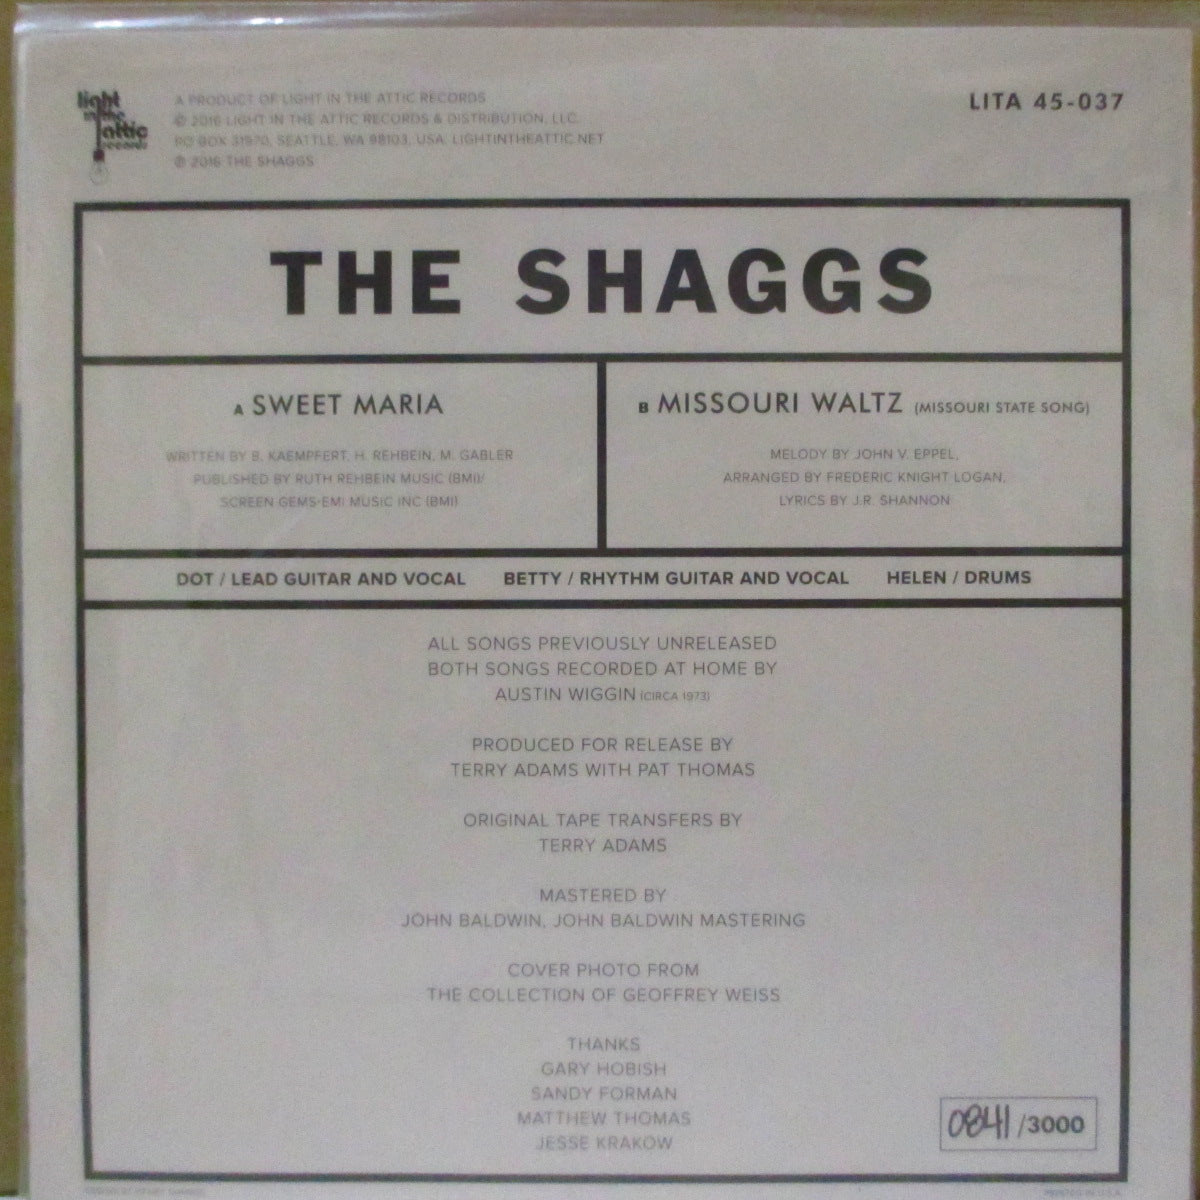 light
in the
attic
records
A PRODUCT OF LIGHT IN THE ATTIC RECORDS
© 2016 LIGHT IN THE ATTIC RECORDS & DISTRIBUTION, LLC.
PO BOX 31970, SEATTLE, WA 98103, USA. LIGHTINTHEATTIC.NET
℗ 2016 THE SHAGGS
LITA 45-037
THE SHAGGS
A SWEET MARIA
WRITTEN BY B. KAEMPFERT, H. REHBEIN, M. GABLER
PUBLISHED BY RUTH REHBEIN MUSIC (BMI)/
SCREEN GEMS-EMI MUSIC INC (BMI)
B MISSOURI WALTZ (MISSOURI STATE SONG)
MELODY BY JOHN V. EPPEL,
ARRANGED BY FREDERIC KNIGHT LOGAN,
LYRICS BY J.R. SHANNON
DOT / LEAD GUITAR AND VOCAL BETTY / RHYTHM GUITAR AND VOCAL HELEN / DRUMS
ALL SONGS PREVIOUSLY UNRELEASED
BOTH SONGS RECORDED AT HOME BY
AUSTIN WIGGIN (CIRCA 1973)
PRODUCED FOR RELEASE BY
TERRY ADAMS WITH PAT THOMAS
ORIGINAL TAPE TRANSFERS BY
TERRY ADAMS
MASTERED BY
JOHN BALDWIN, JOHN BALDWIN MASTERING
COVER PHOTO FROM
THE COLLECTION OF GEOFFREY WEISS
THANKS
GARY HOBISH
SANDY FORMAN
MATTHEW THOMAS
JESSE KRAKOW
0841 /3000